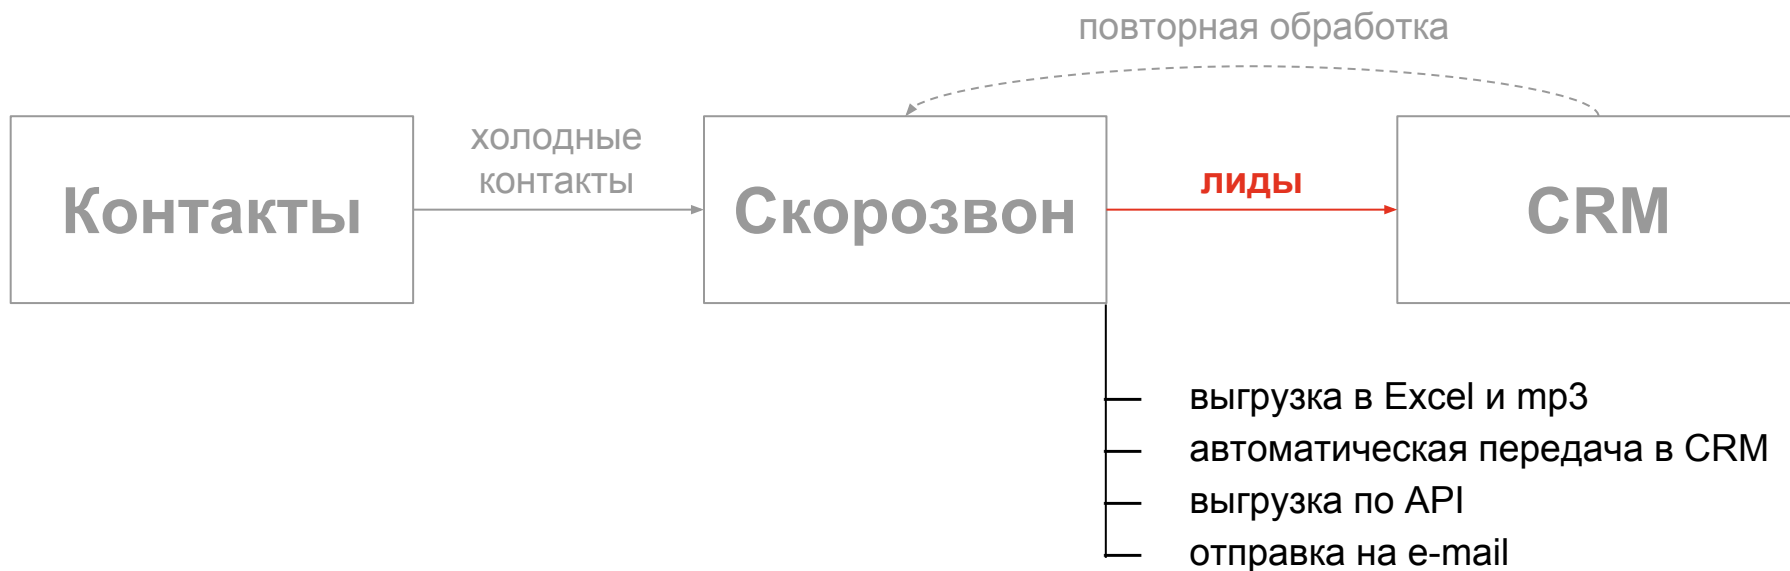 повторная обработка
холодные
контакты
лиды
Контакты
Скорозвон
CRM
выгрузка в Excel и mp3
автоматическая передача в CRM
выгрузка по API
отправка на e-mail